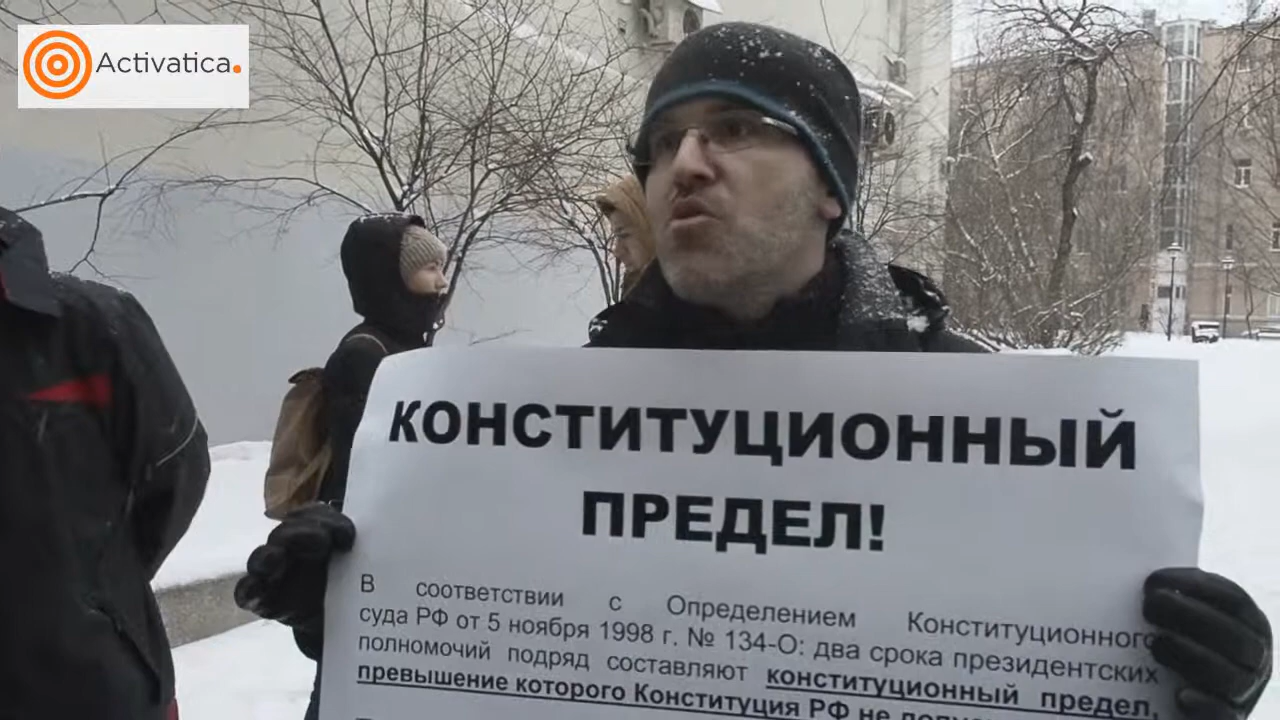 Activatica.
КОНСТИТУЦИОННЫЙ
ПРЕДЕЛ!
В соответствии с Определением Конституционного
суда РФ от 5 ноября 1998 г. № 134-О: два срока президентских
полномочий подряд составляют конституционный предел,
превышение которого Конституция РФ не